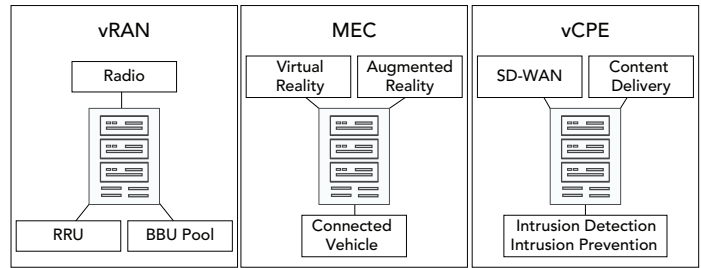 vRAN
Radio
RRU
BBU Pool
MEC
Virtual
Reality
Augmented
Reality
Connected
Vehicle
vCPE
SD-WAN
Content
Delivery
Intrusion Detection
Intrusion Prevention